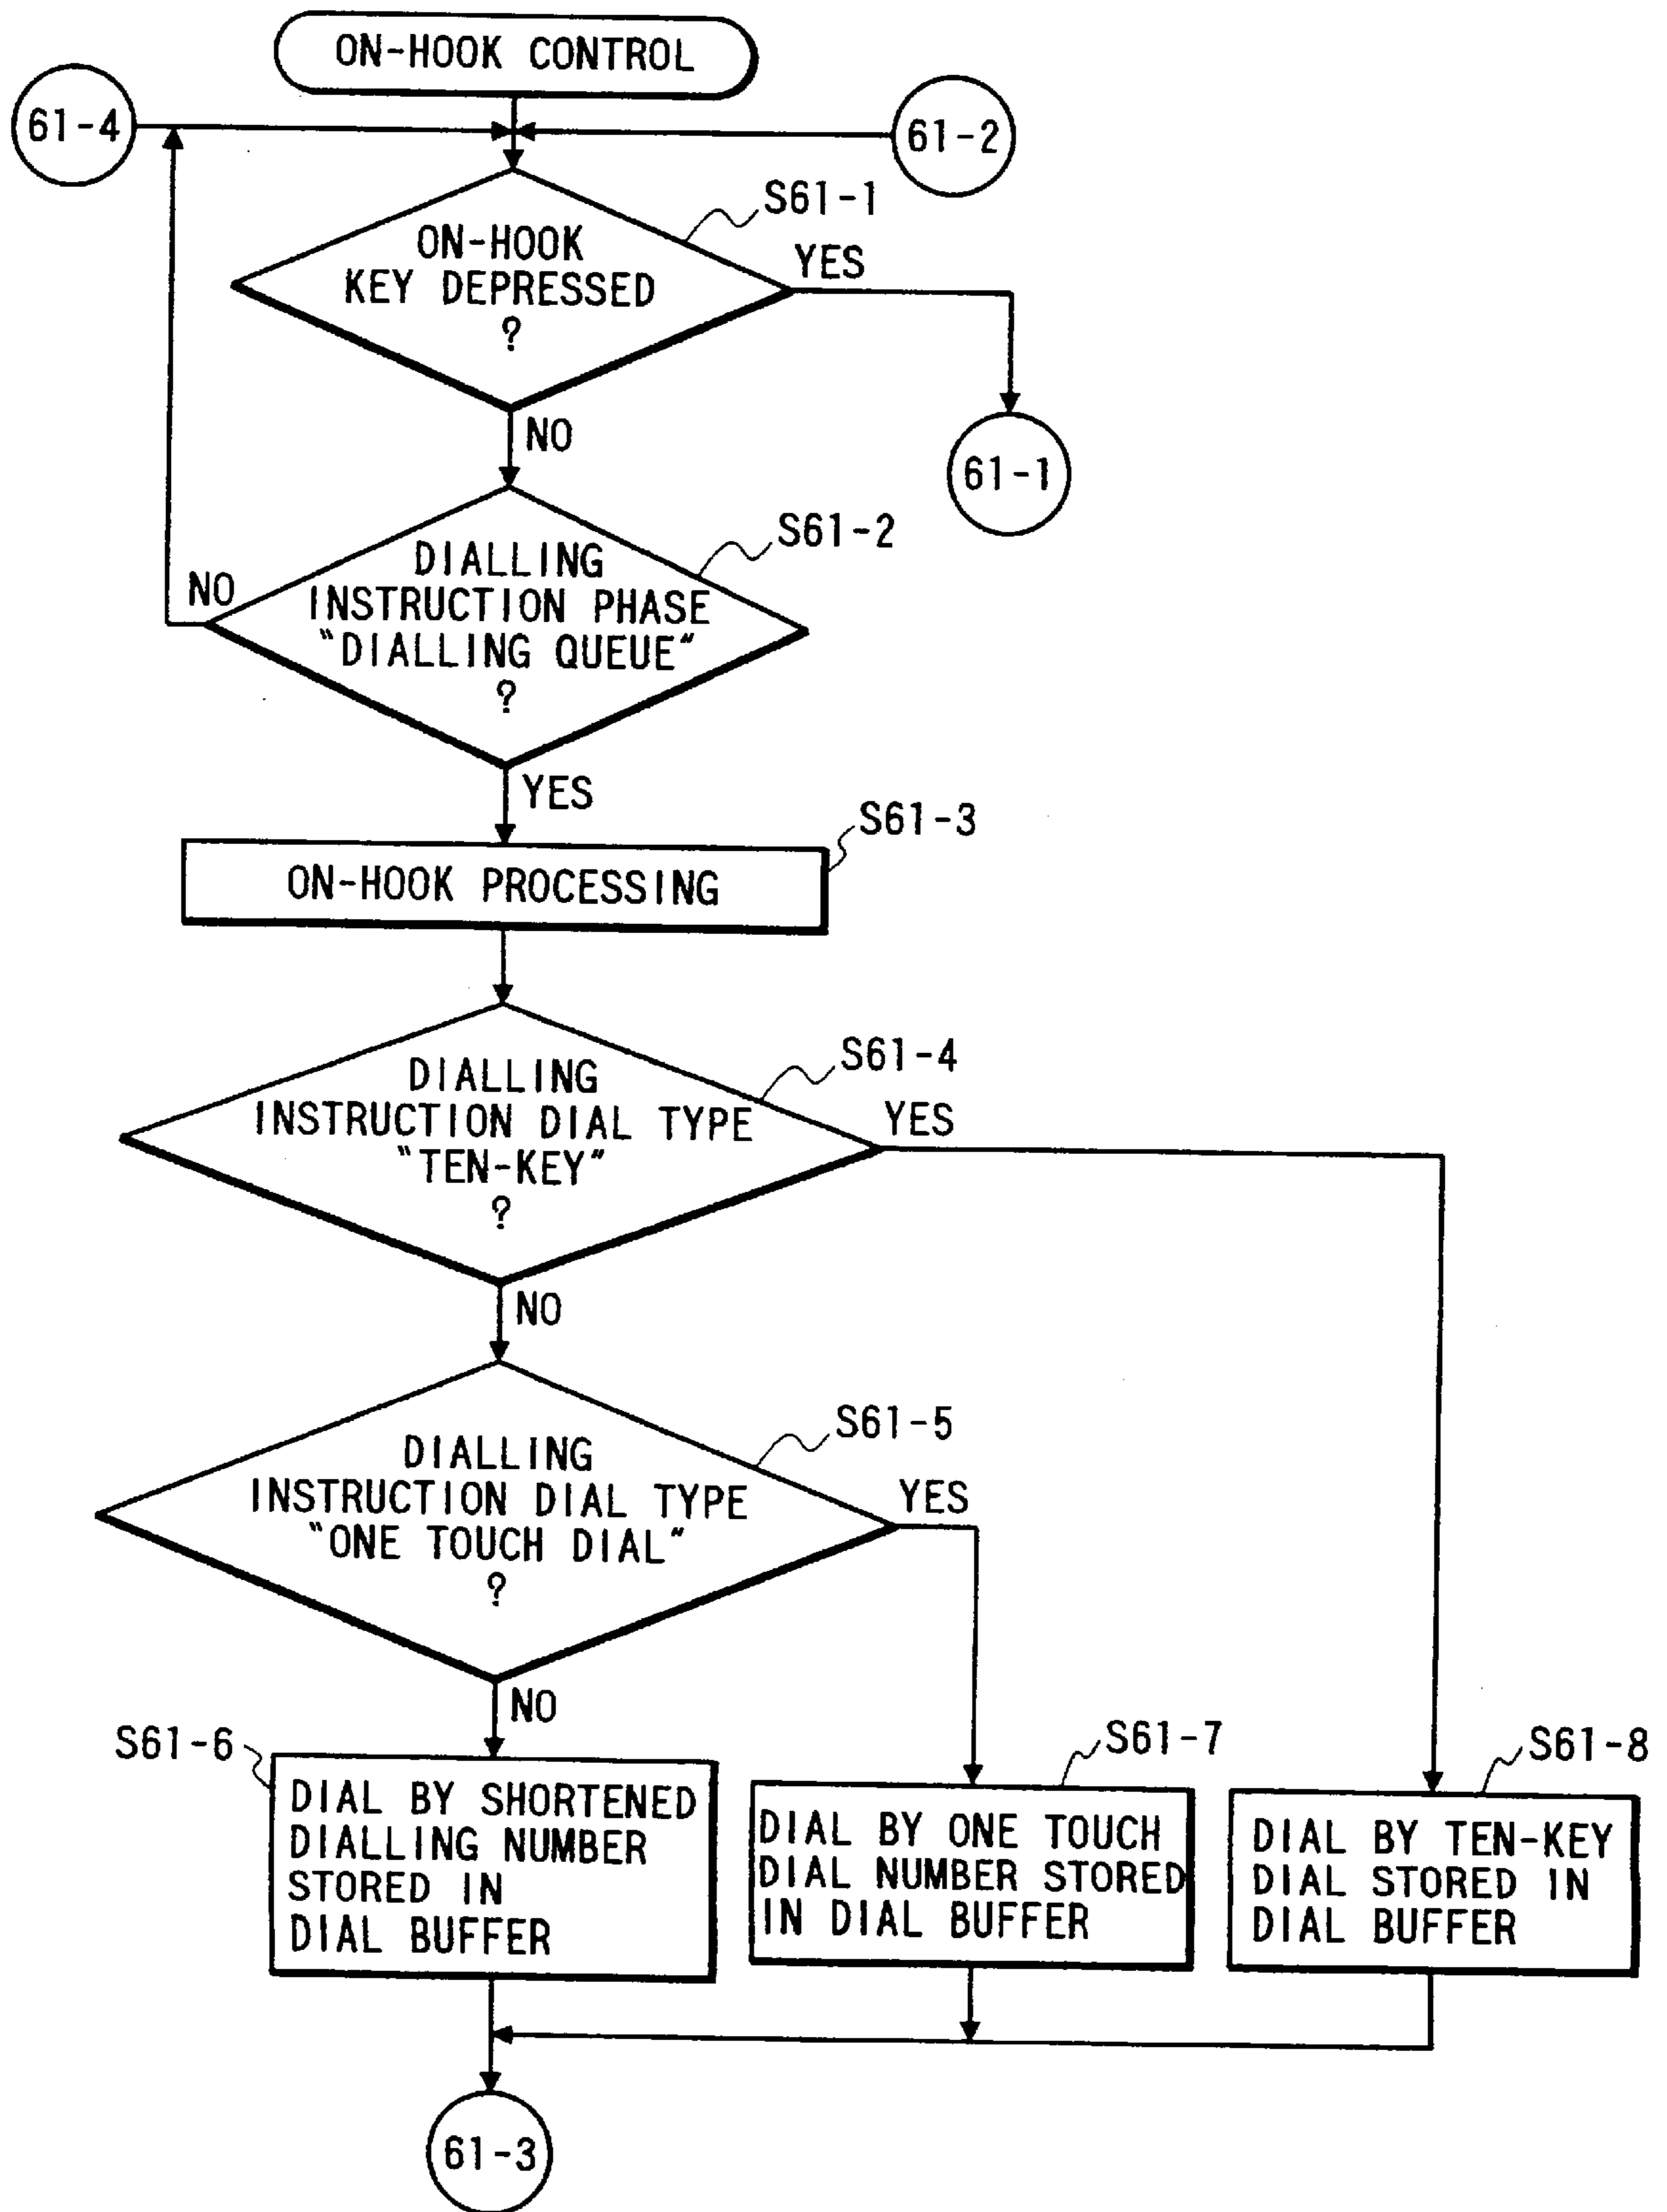 ON-HOOK CONTROL
61-4
61-2
S61-1
ON-HOOK
KEY DEPRESSED
?
YES
NO
61-1
S61-2
DIALLING
INSTRUCTION PHASE
"DIALLING QUEUE"
?
NO
YES
S61-3
ON-HOOK PROCESSING
S61-4
DIALLING
INSTRUCTION DIAL TYPE
"TEN-KEY"
?
YES
NO
S61-5
DIALLING
INSTRUCTION DIAL TYPE
"ONE TOUCH DIAL"
?
YES
NO
S61-6
DIAL BY SHORTENED
DIALLING NUMBER
STORED IN
DIAL BUFFER
S61-7
DIAL BY ONE TOUCH
DIAL NUMBER STORED
IN DIAL BUFFER
S61-8
DIAL BY TEN-KEY
DIAL STORED IN
DIAL BUFFER
61-3